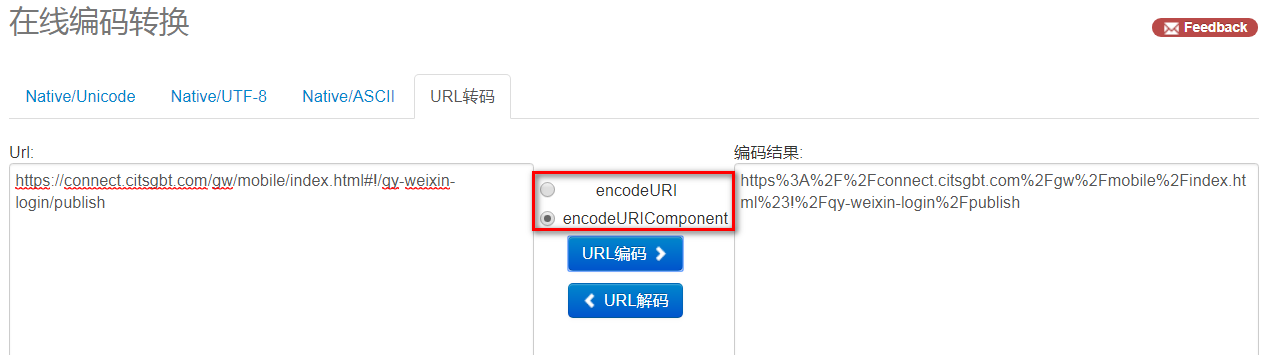 在线编码转换
Feedback
Native/Unicode Native/UTF-8 Native/ASCII URL转码
Url:
https://connect.citsgbt.com/gw/mobile/index.html#!/qy-weixin-
login/publish
encodeURI
encodeURIComponent
URL编码
URL解码
编码结果:
https%3A%2F%2Fconnect.citsgbt.com%2Fgw%2Fmobile%2Findex.ht
ml%23!%2Fqy-weixin-login%2Fpublish